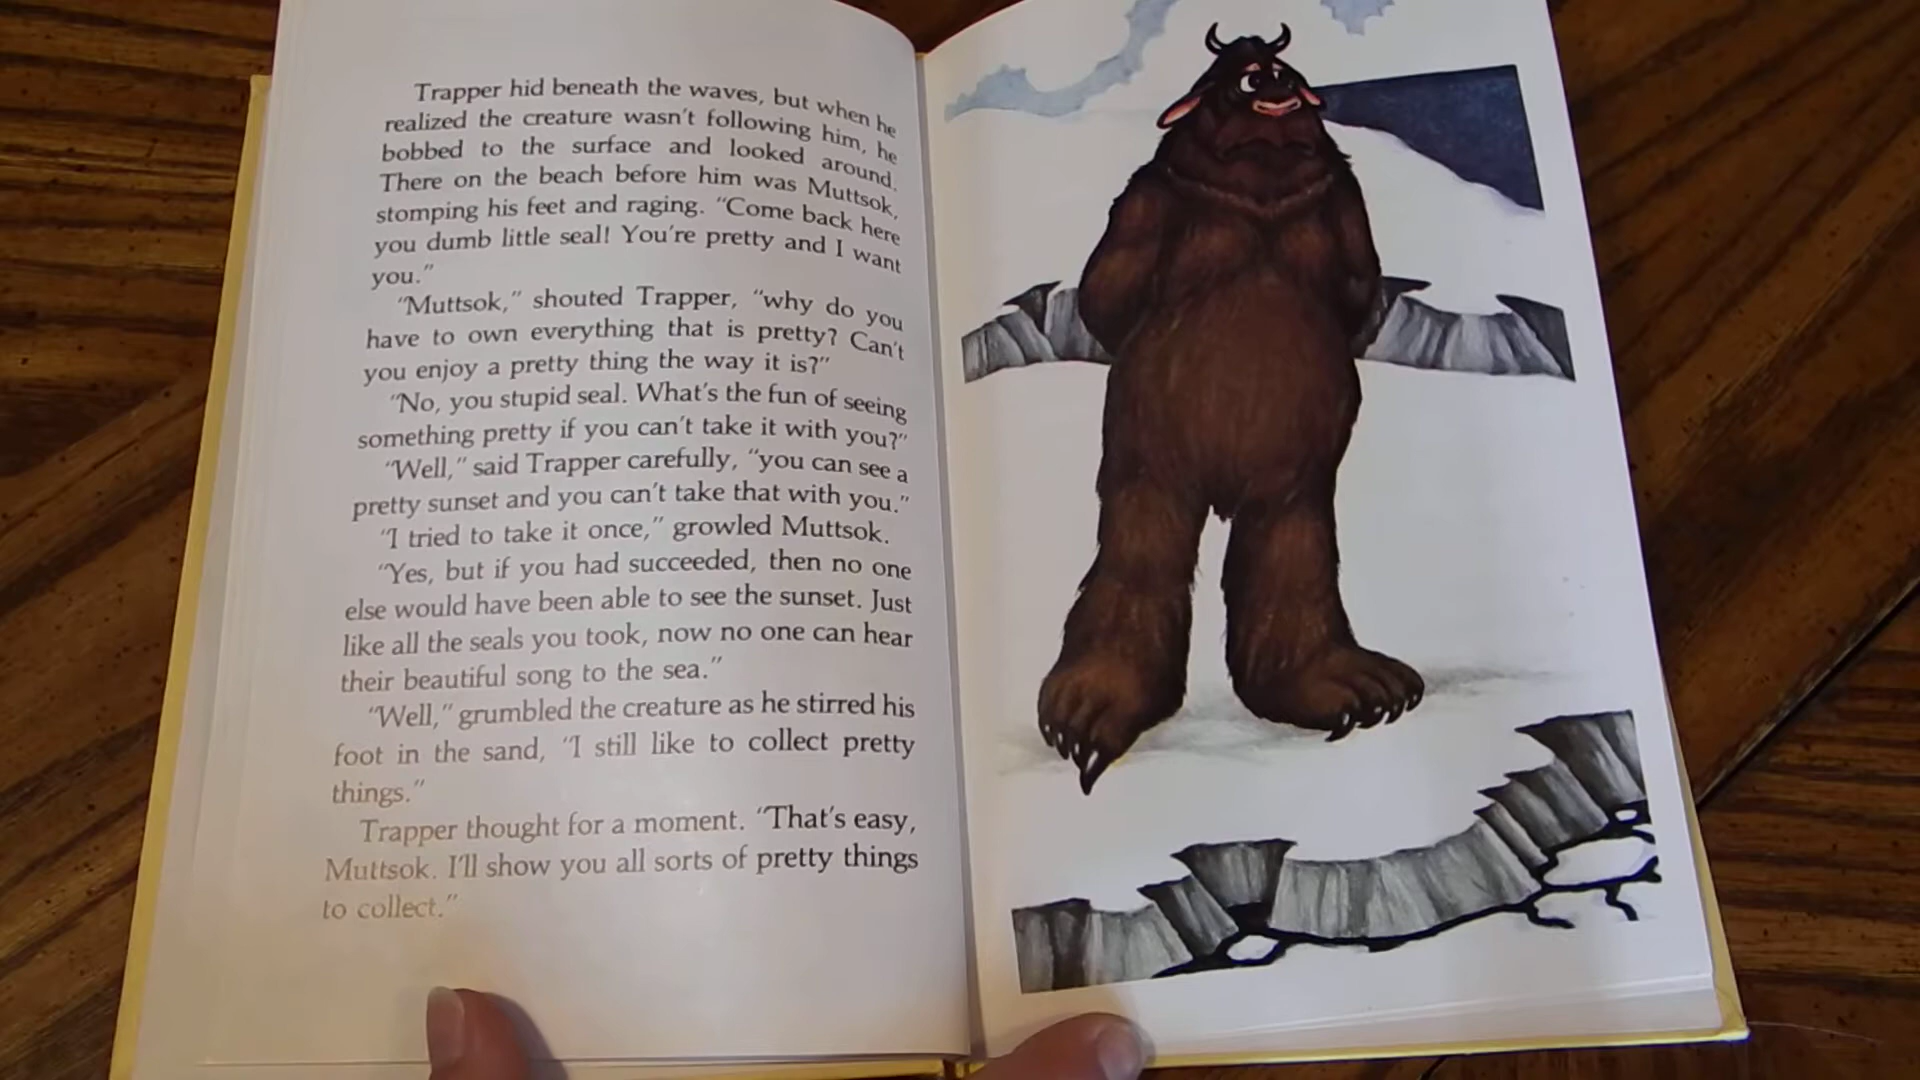 Trapper hid beneath the waves, but when he
realized the creature wasn't following him, he
bobbed to the surface and looked around.
There on the beach before him was Muttsok,
stomping his feet and raging. "Come back here
you dumb little seal! You're pretty and I want
you."
"Muttsok," shouted Trapper, "why do you
have to own everything that is pretty? Can't
you enjoy a pretty thing the way it is?"
"No, you stupid seal. What's the fun of seeing
something pretty if you can't take it with you?"
"Well," said Trapper carefully, "you can see a
pretty sunset and you can't take that with you."
"I tried to take it once," growled Muttsok.
"Yes, but if you had succeeded, then no one
else would have been able to see the sunset. Just
like all the seals you took, now no one can hear
their beautiful song to the sea."
"Well," grumbled the creature as he stirred his
foot in the sand, "I still like to collect pretty
things."
Trapper thought for a moment. "That's easy,
Muttsok. I'll show you all sorts of pretty things
to collect."